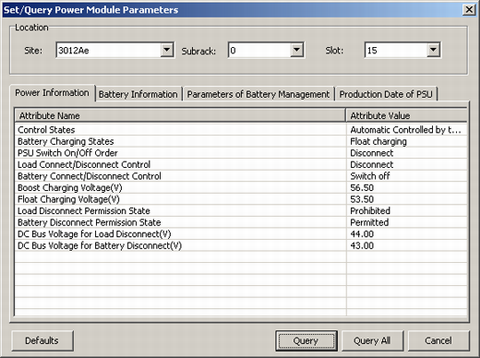 Set/Query Power Module Parameters
Location
Site: 3012Ae Subrack: 0 Slot: 15
Power Information Battery Information Parameters of Battery Management Production Date of PSU
Attribute Name Attribute Value
Control States Automatic Controlled by t...
Battery Charging States Float charging
PSU Switch On/Off Order Disconnect
Load Connect/Disconnect Control Disconnect
Battery Connect/Disconnect Control Switch off
Boost Charging Voltage(V) 56.50
Float Charging Voltage(V) 53.50
Load Disconnect Permission State Prohibited
Battery Disconnect Permission State Permitted
DC Bus Voltage for Load Disconnect(V) 44.00
DC Bus Voltage for Battery Disconnect(V) 43.00
Defaults Query Query All Cancel